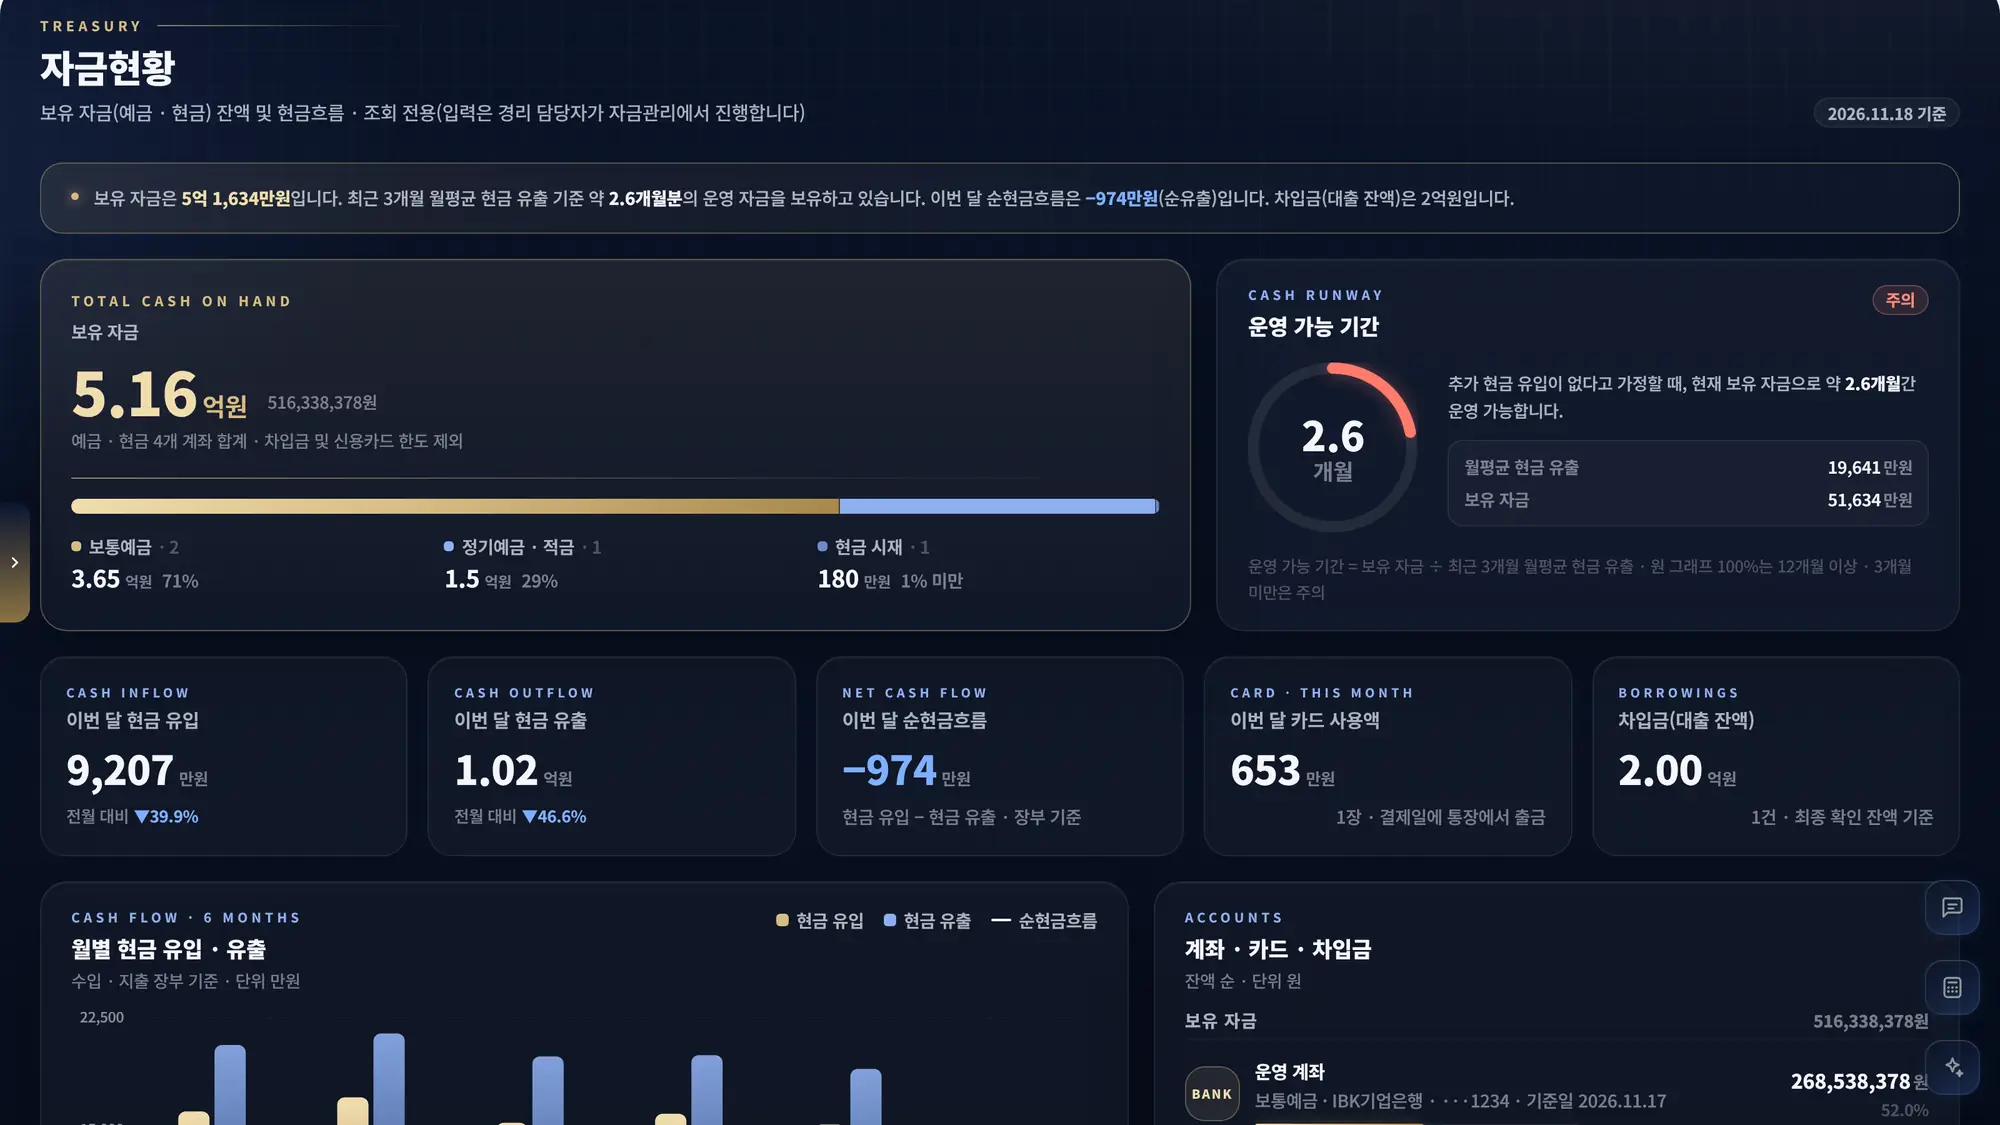 TREASURY
자금현황
보유 자금(예금 · 현금) 잔액 및 현금흐름 · 조회 전용(입력은 경리 담당자가 자금관리에서 진행합니다)
2026.11.18 기준
보유 자금은 5억 1,634만원입니다. 최근 3개월 월평균 현금 유출 기준 약 2.6개월분의 운영 자금을 보유하고 있습니다. 이번 달 순현금흐름은 −974만원(순유출)입니다. 차입금(대출 잔액)은 2억원입니다.
TOTAL CASH ON HAND
보유 자금
5.16 억원 516,338,378원
예금 · 현금 4개 계좌 합계 · 차입금 및 신용카드 한도 제외
보통예금 · 2
3.65 억원 71%
정기예금 · 적금 · 1
1.5 억원 29%
현금 시재 · 1
180 만원 1% 미만
CASH RUNWAY
운영 가능 기간
주의
2.6
개월
추가 현금 유입이 없다고 가정할 때, 현재 보유 자금으로 약 2.6개월간
운영 가능합니다.
월평균 현금 유출 19,641만원
보유 자금 51,634만원
운영 가능 기간 = 보유 자금 ÷ 최근 3개월 월평균 현금 유출 · 원 그래프 100%는 12개월 이상 · 3개월
미만은 주의
CASH INFLOW
이번 달 현금 유입
9,207 만원
전월 대비 ▼39.9%
CASH OUTFLOW
이번 달 현금 유출
1.02 억원
전월 대비 ▼46.6%
NET CASH FLOW
이번 달 순현금흐름
−974 만원
현금 유입 − 현금 유출 · 장부 기준
CARD · THIS MONTH
이번 달 카드 사용액
653 만원
1장 · 결제일에 통장에서 출금
BORROWINGS
차입금(대출 잔액)
2.00 억원
1건 · 최종 확인 잔액 기준
CASH FLOW · 6 MONTHS
월별 현금 유입 · 유출
수입 · 지출 장부 기준 · 단위 만원
현금 유입 현금 유출 순현금흐름
22,500
ACCOUNTS
계좌 · 카드 · 차입금
잔액 순 · 단위 원
보유 자금 516,338,378원
BANK
운영 계좌
보통예금 · IBK기업은행 · ···1234 · 기준일 2026.11.17
268,538,378원
52.0%